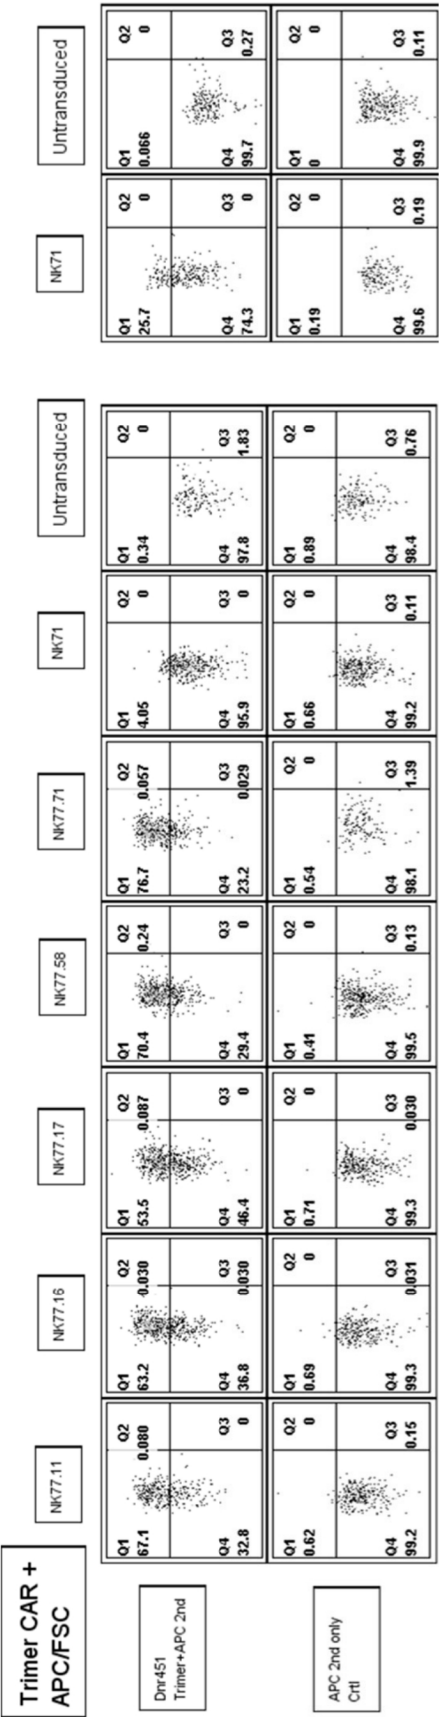 Trimer CAR +
APC/FSC
NK77.11
NK77.16
NK77.17
NK77.58
NK77.71
NK71
Untransduced
NK71
Untransduced
Dnr451
Trimer+APC 2nd
Q1 Q2
67.1 0.080
Q4 Q3
32.8 0
Q1 Q2
63.2 0.030
Q4 Q3
36.8 0.030
Q1 Q2
53.5 0.087
Q4 Q3
46.4 0
Q1 Q2
70.4 0.24
Q4 Q3
29.4 0
Q1 Q2
76.7 0.057
Q4 Q3
23.2 0.029
Q1 Q2
4.05 0
Q4 Q3
95.9 0
Q1 Q2
0.34 0
Q4 Q3
97.8 1.83
Q1 Q2
25.7 0
Q4 Q3
74.3 0
Q1 Q2
0.066 0
Q4 Q3
99.7 0.27
APC 2nd only
Crtl
Q1 Q2
0.62 0
Q4 Q3
99.2 0.15
Q1 Q2
0.69 0
Q4 Q3
99.3 0.031
Q1 Q2
0.71 0
Q4 Q3
99.3 0.030
Q1 Q2
0.41 0
Q4 Q3
99.5 0.13
Q1 Q2
0.54 0
Q4 Q3
98.1 1.39
Q1 Q2
0.66 0
Q4 Q3
99.2 0.11
Q1 Q2
0.89 0
Q4 Q3
98.4 0.76
Q1 Q2
0.19 0
Q4 Q3
99.6 0.19
Q1 Q2
0 0
Q4 Q3
99.9 0.11